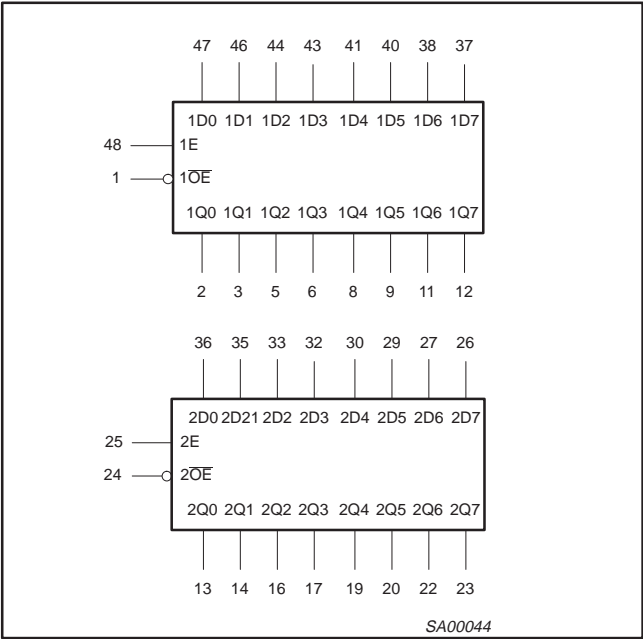 47 46 44 43 41 40 38 37
1D0 1D1 1D2 1D3 1D4 1D5 1D6 1D7
48 1E
1 1O̅E̅
1Q0 1Q1 1Q2 1Q3 1Q4 1Q5 1Q6 1Q7
2 3 5 6 8 9 11 12
36 35 33 32 30 29 27 26
2D0 2D21 2D2 2D3 2D4 2D5 2D6 2D7
25 2E
24 2O̅E̅
2Q0 2Q1 2Q2 2Q3 2Q4 2Q5 2Q6 2Q7
13 14 16 17 19 20 22 23
SA00044